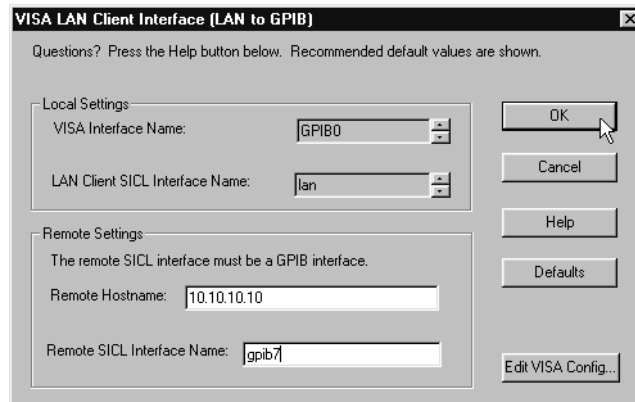 VISA LAN Client Interface (LAN to GPIB)
Questions? Press the Help button below. Recommended default values are shown.
Local Settings
VISA Interface Name: GPIB0
LAN Client SICL Interface Name: lan
OK
Cancel
Help
Defaults
Edit VISA Config...
Remote Settings
The remote SICL interface must be a GPIB interface.
Remote Hostname: 10.10.10.10
Remote SICL Interface Name: gpib7